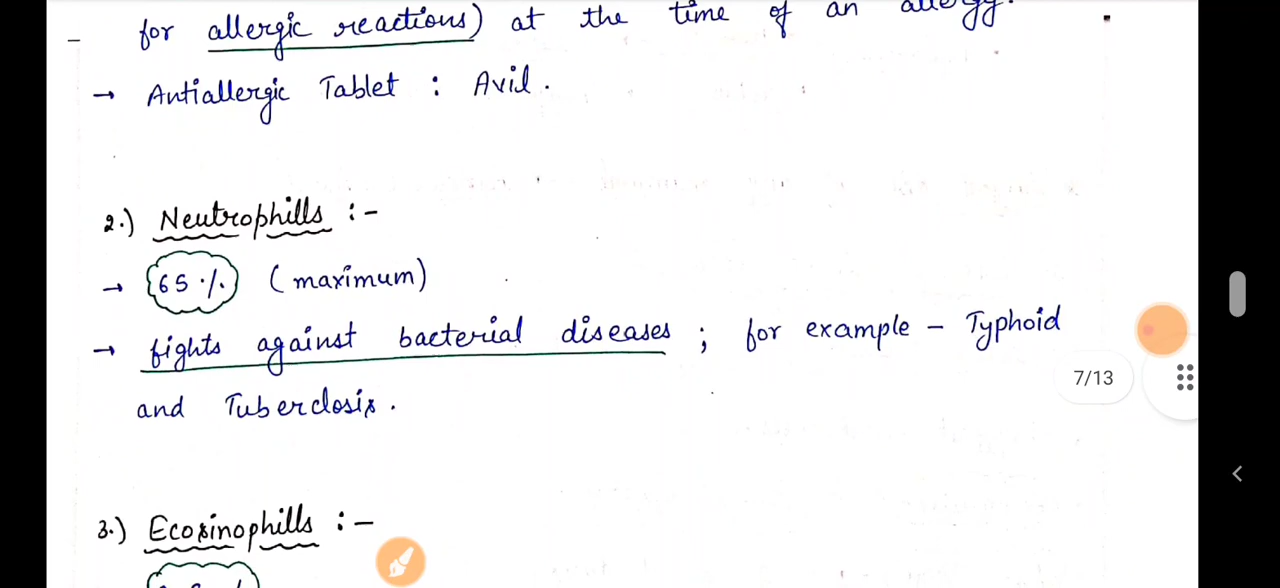 for allergic reactions) at the time of an allergy.
→ Antiallergic Tablet : Avil.
2.) Neutrophills :-
→ 65 % (maximum)
→ fights against bacterial diseases ; for example - Typhoid
7/13
and Tuberclosis.
3.) Ecosinophills :-